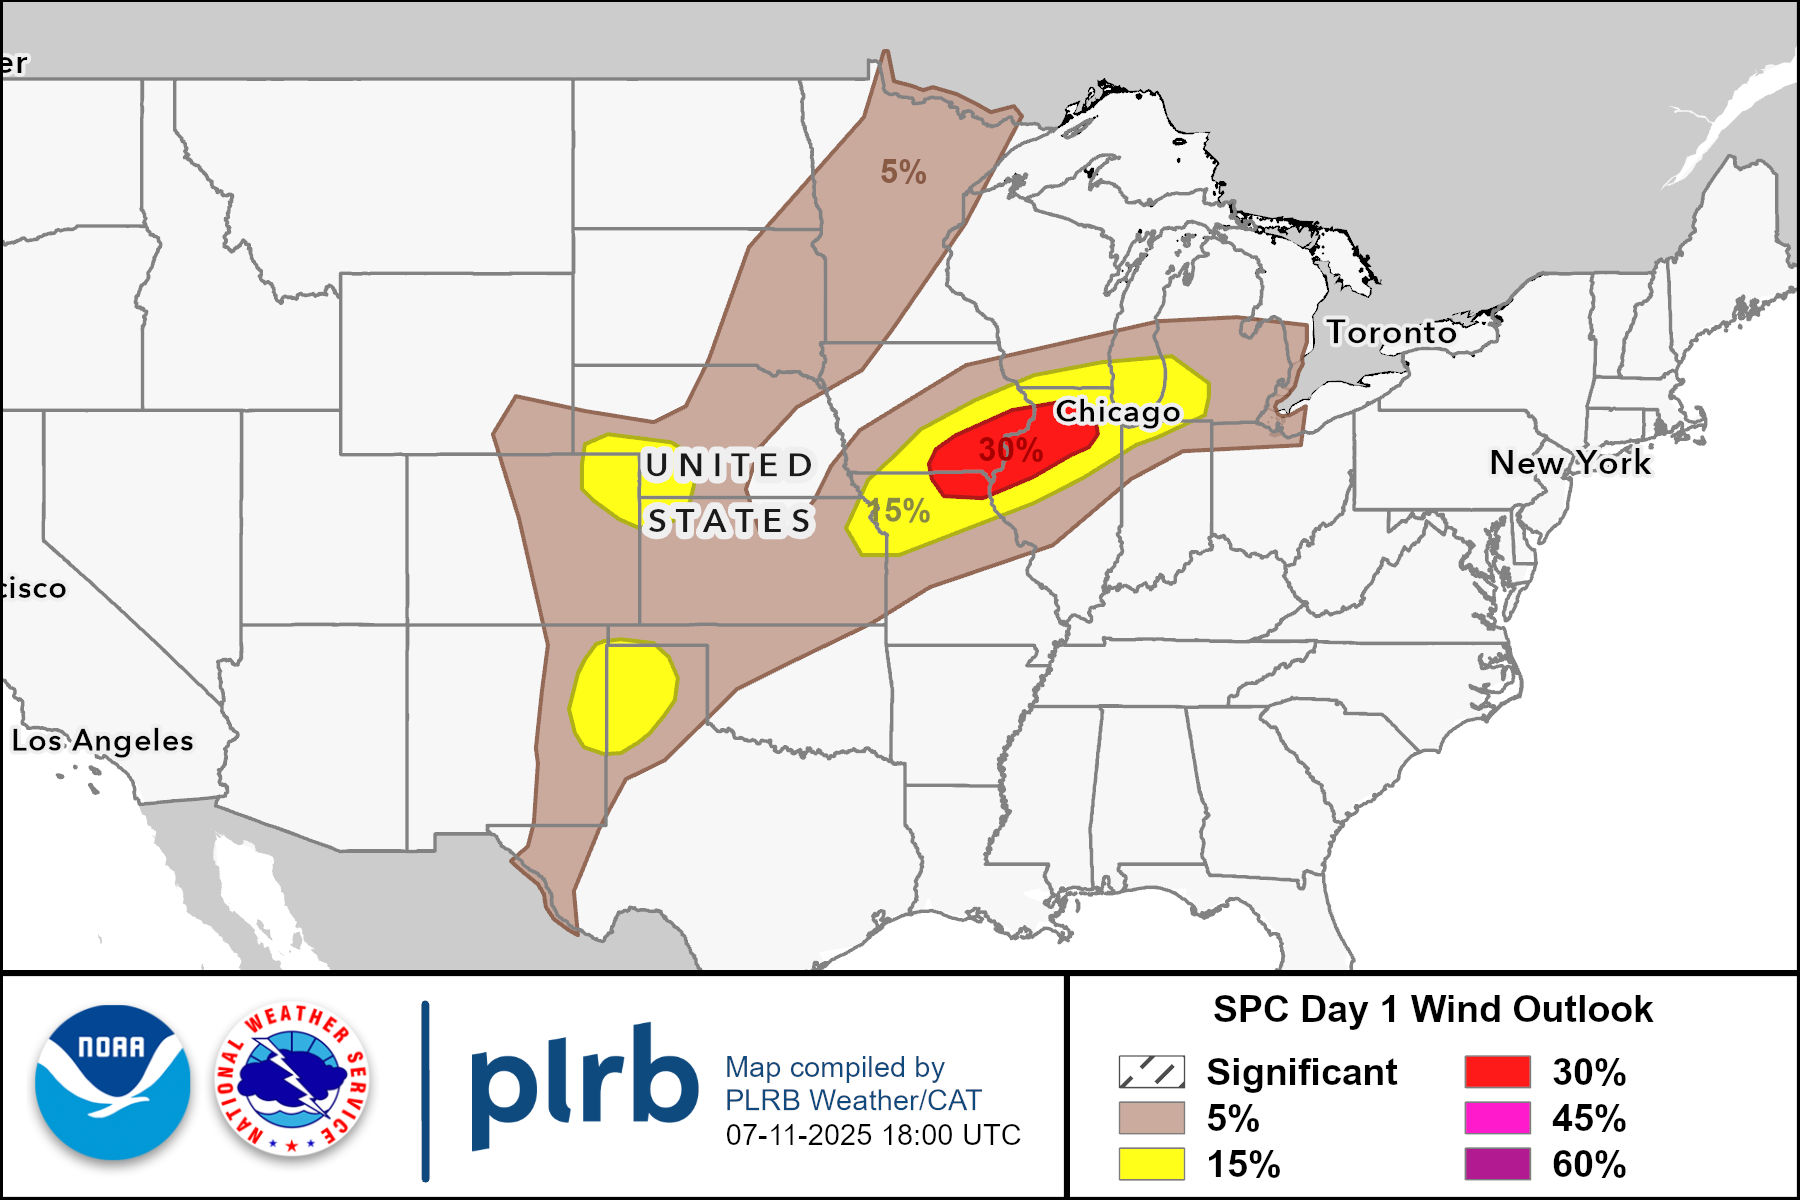 er
5%
Toronto
Chicago
30%
UNITED
STATES
15%
New York
cisco
Los Angeles
NOAA
NATIONAL WEATHER SERVICE
plrb
Map compiled by
PLRB Weather/CAT
07-11-2025 18:00 UTC
SPC Day 1 Wind Outlook
Significant
30%
5%
45%
15%
60%